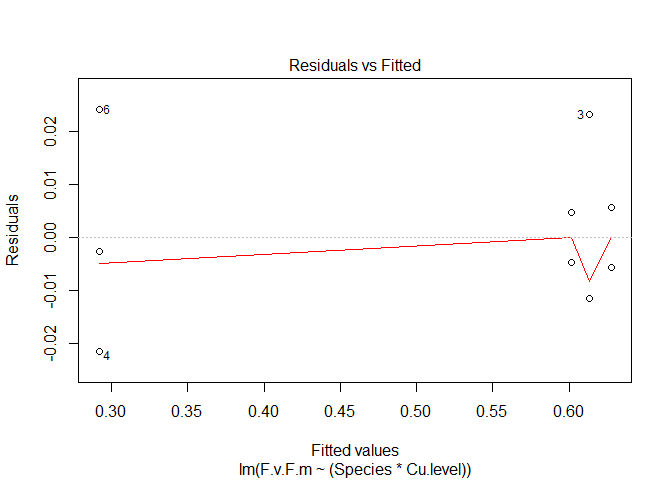 Residuals vs Fitted
6
3
4
0.02
0.01
0.00
-0.01
-0.02
Residuals
0.30 0.35 0.40 0.45 0.50 0.55 0.60
Fitted values
lm(F.v.F.m ~ (Species * Cu.level))